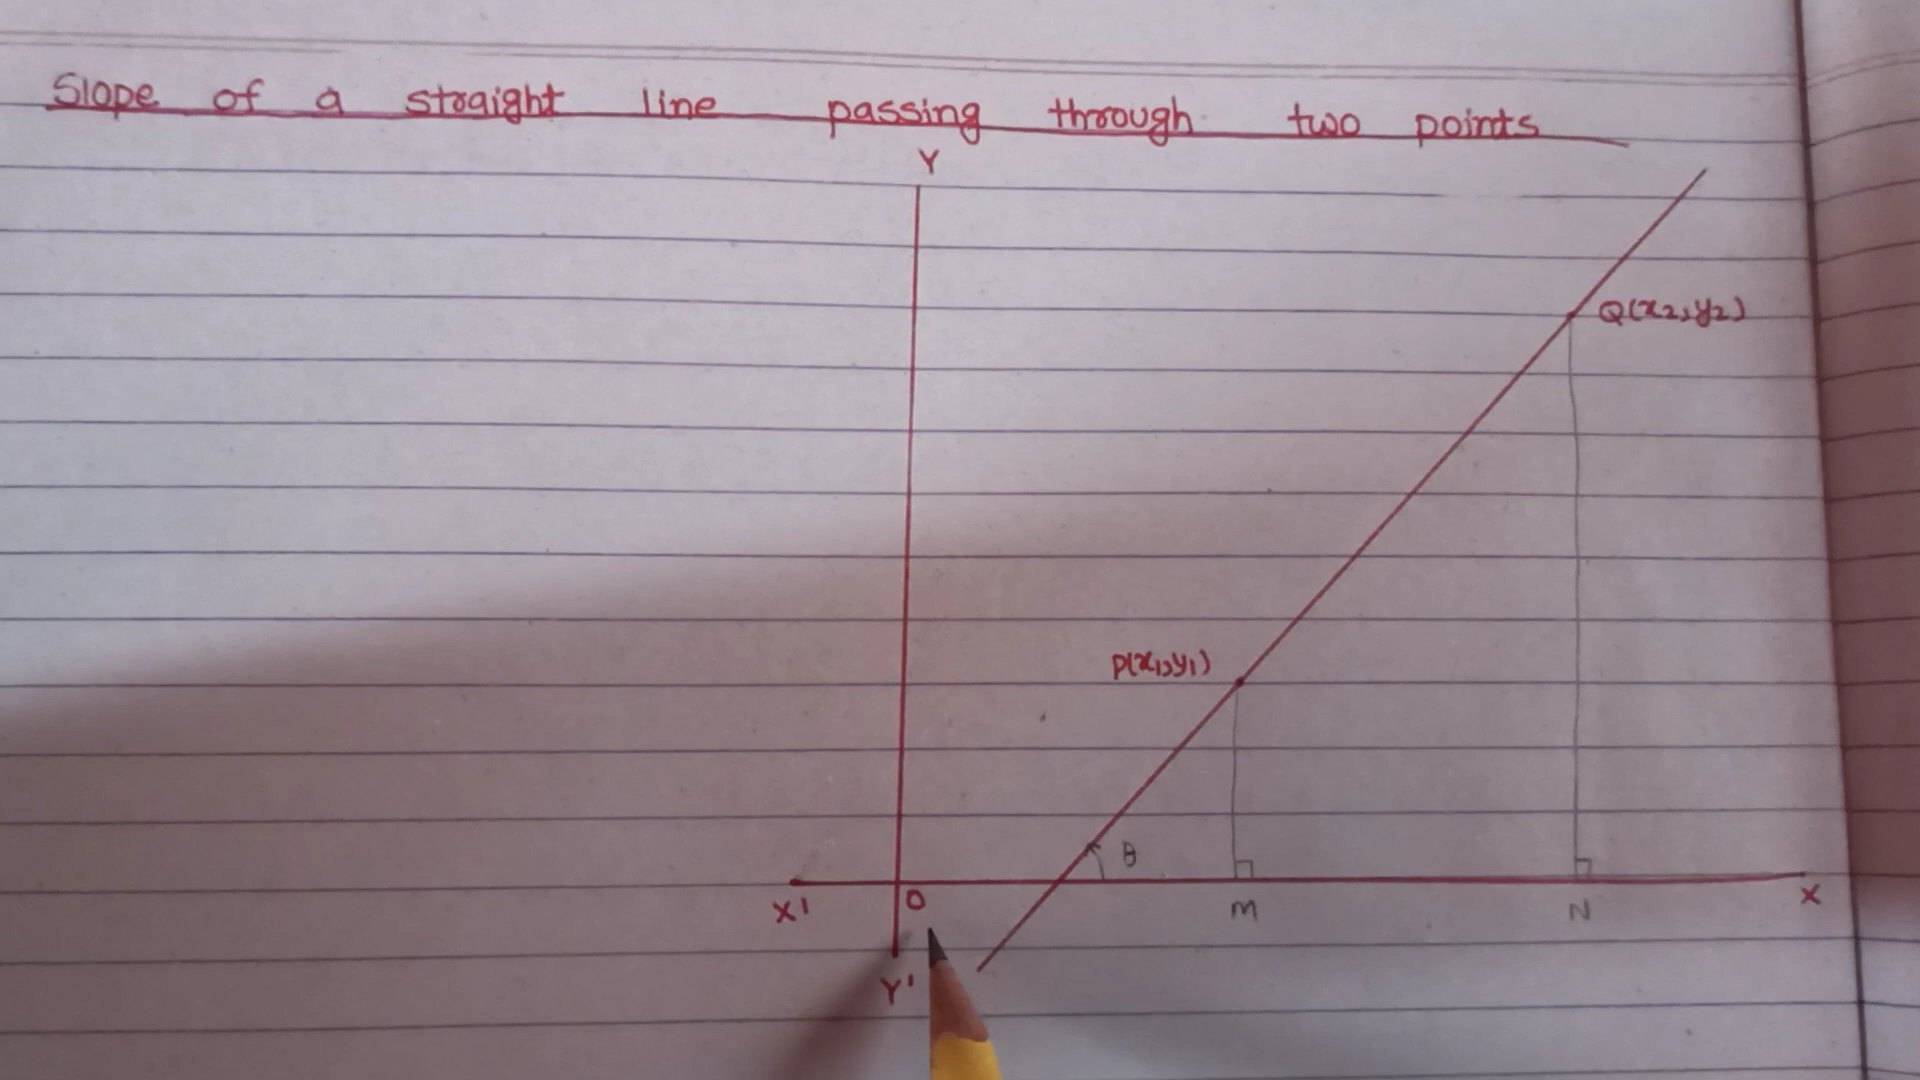 Slope of a straight line passing through two points
Y
Q(x2,y2)
P(x1,y1)
θ
X' O M N X
Y'